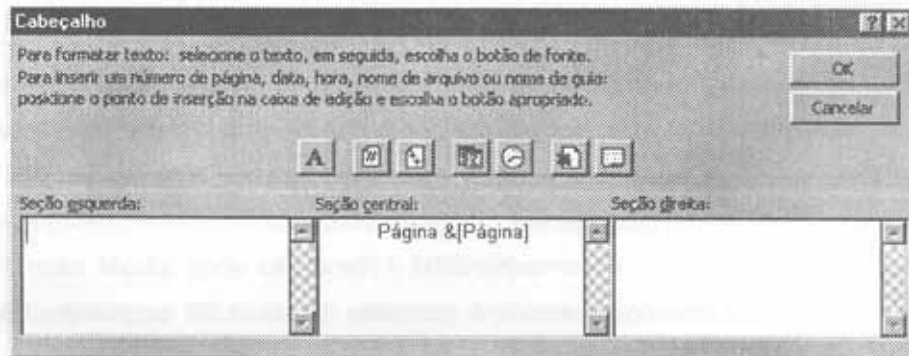 Cabeçalho
Para formatar texto: selecione o texto, em seguida, escolha o botão de fonte.
Para inserir um número de página, data, hora, nome de arquivo ou nome de guia:
posicione o ponto de inserção na caixa de edição e escolha o botão apropriado.
OK
Cancelar
A
Seção esquerda:
Seção central:
Seção direita:
Página &[Página]